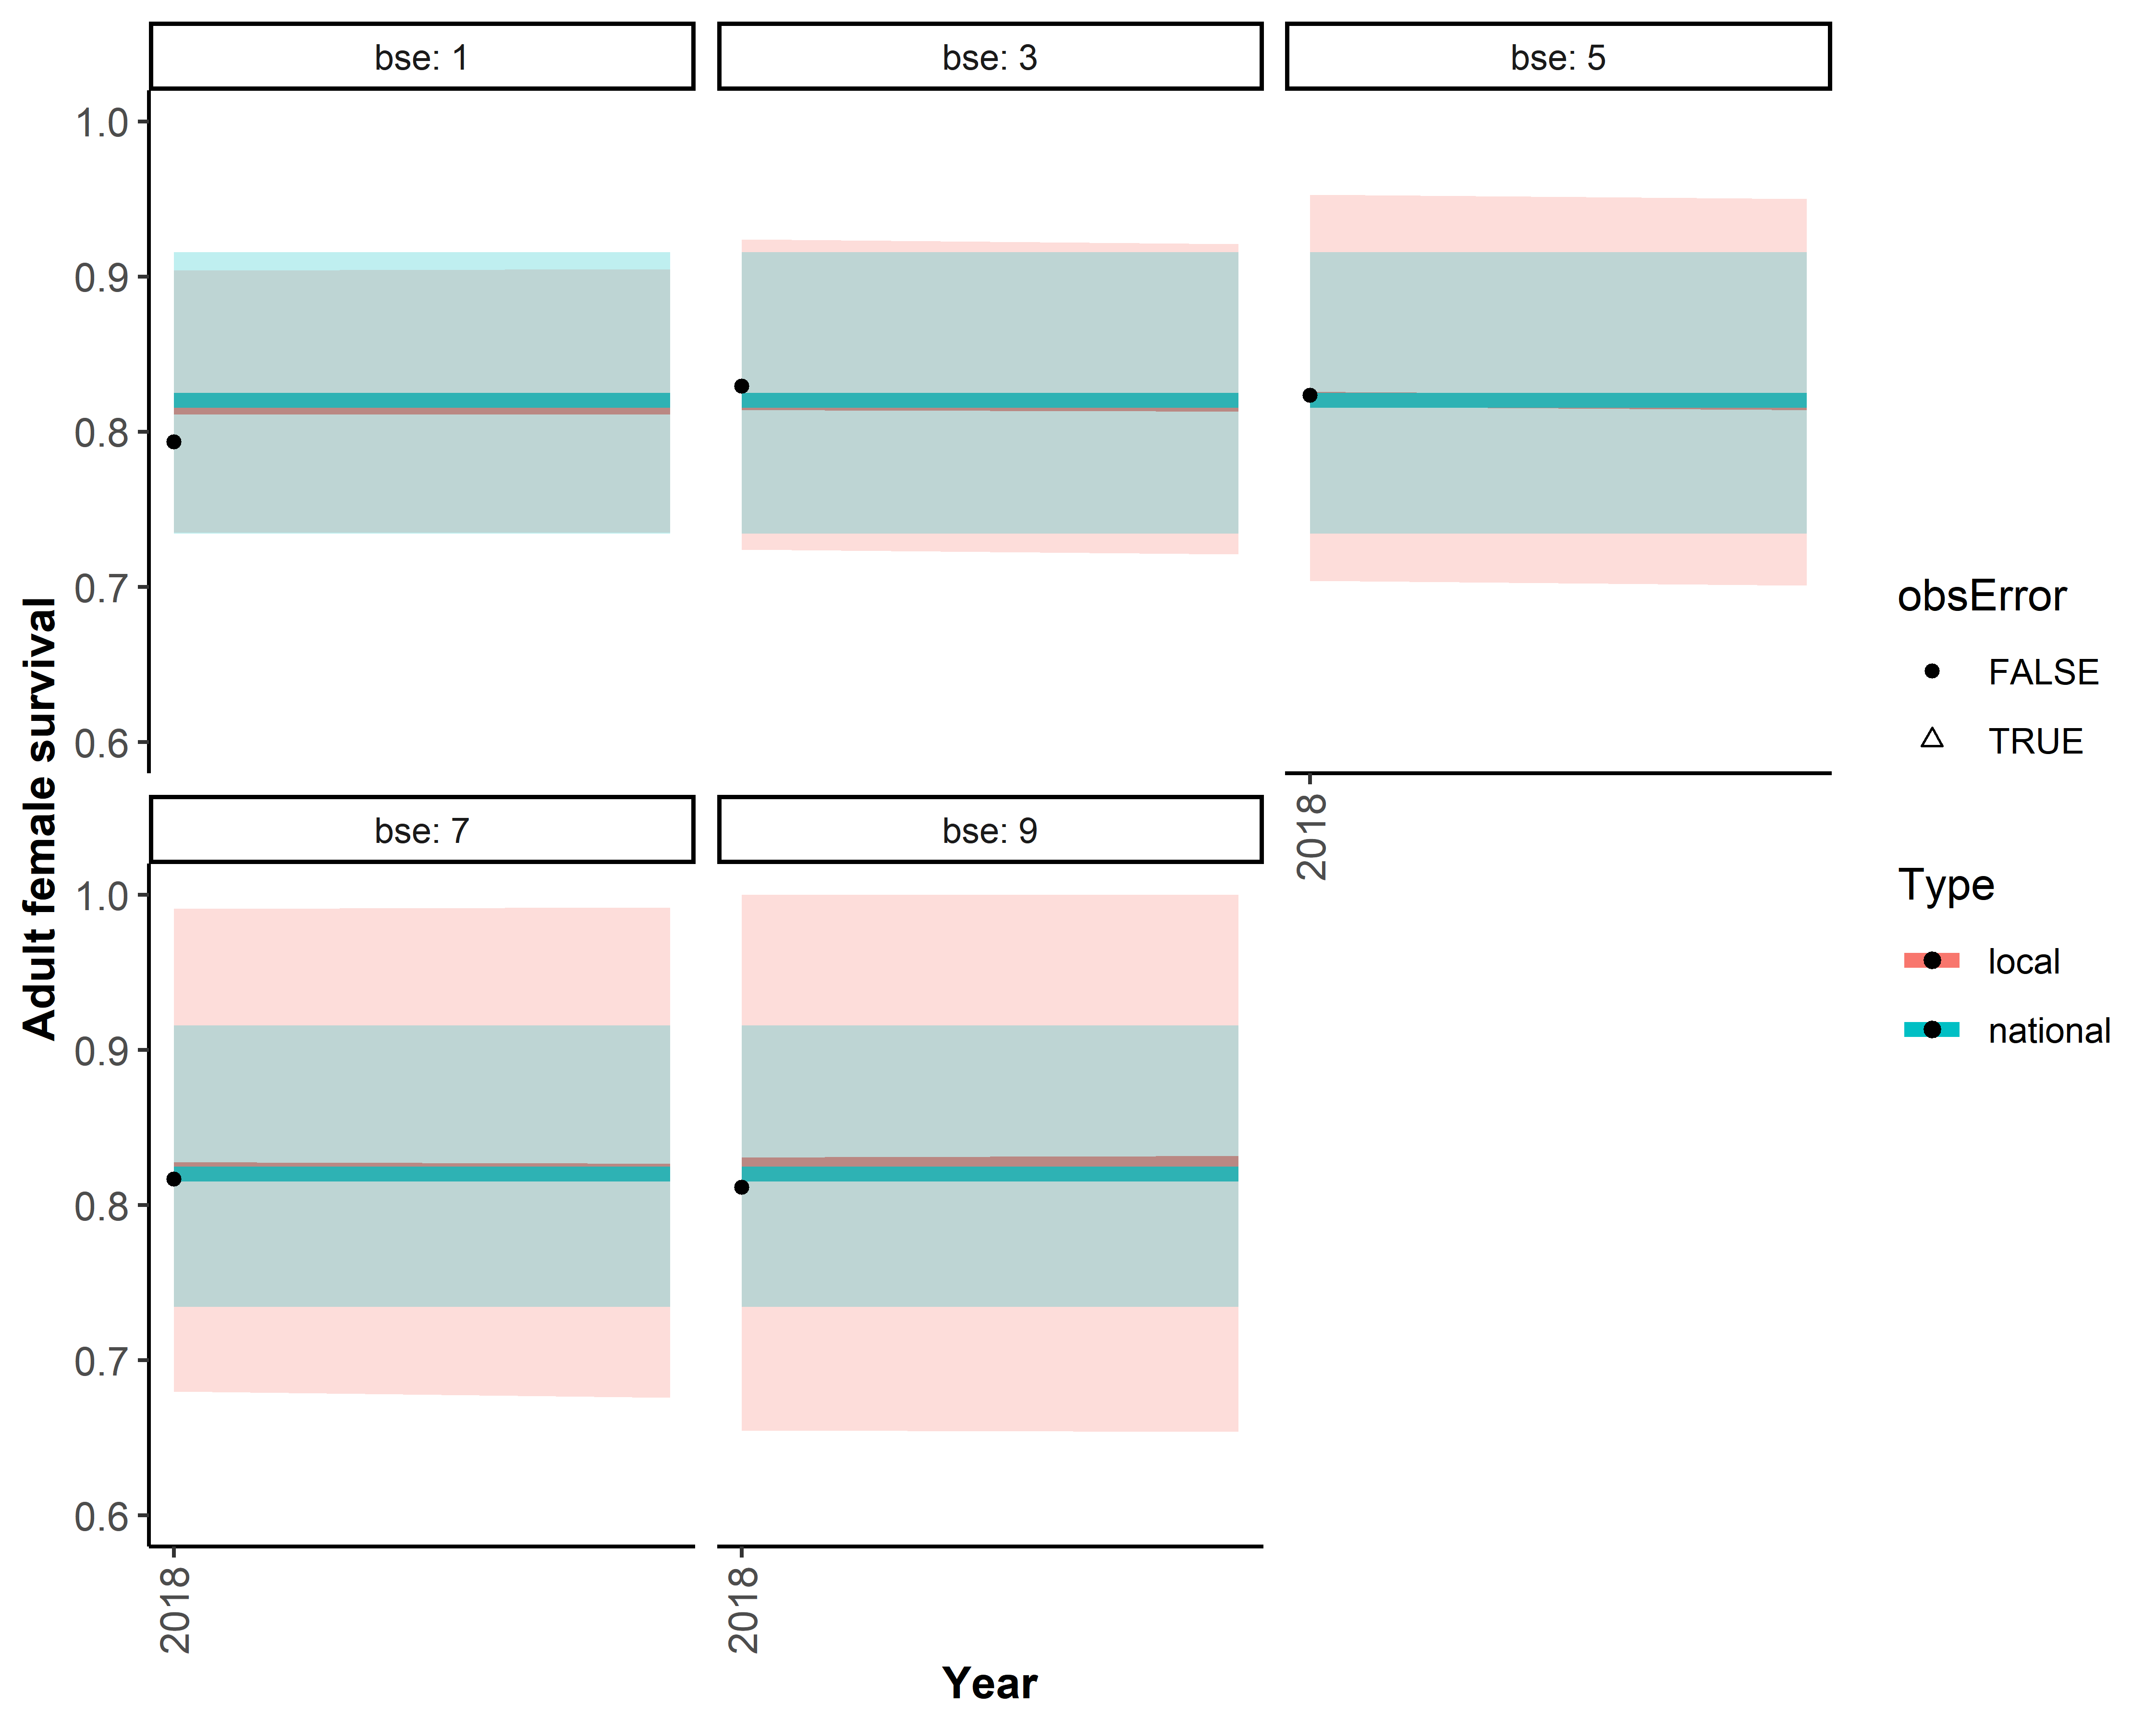 bse: 1
bse: 3
bse: 5
1.0
0.9
0.8
0.7
0.6
2018
bse: 7
bse: 9
1.0
0.9
0.8
0.7
0.6
2018
2018
Adult female survival
Year
obsError
FALSE
TRUE
Type
local
national